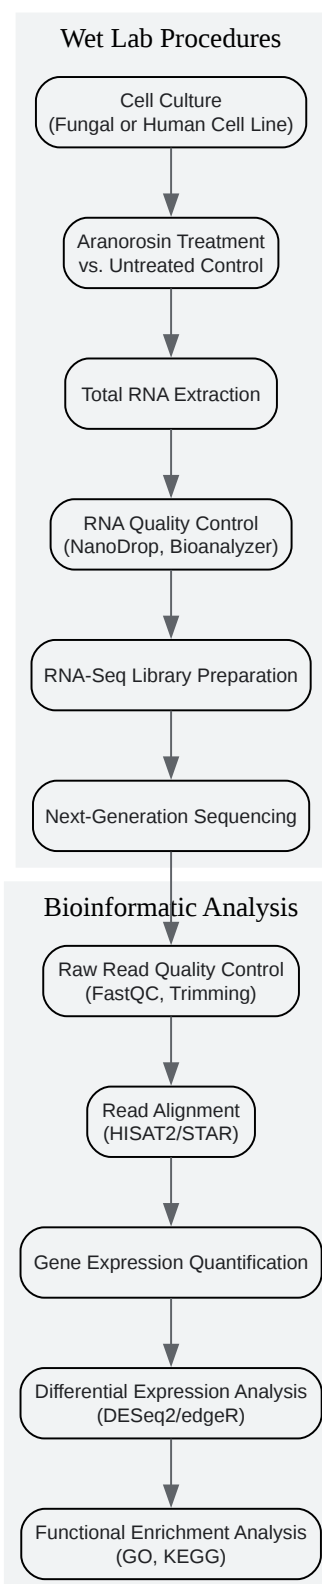 Wet Lab Procedures
Cell Culture
(Fungal or Human Cell Line)
Aranorosin Treatment
vs. Untreated Control
Total RNA Extraction
RNA Quality Control
(NanoDrop, Bioanalyzer)
RNA-Seq Library Preparation
Next-Generation Sequencing
Bioinformatic Analysis
Raw Read Quality Control
(FastQC, Trimming)
Read Alignment
(HISAT2/STAR)
Gene Expression Quantification
Differential Expression Analysis
(DESeq2/edgeR)
Functional Enrichment Analysis
(GO, KEGG)